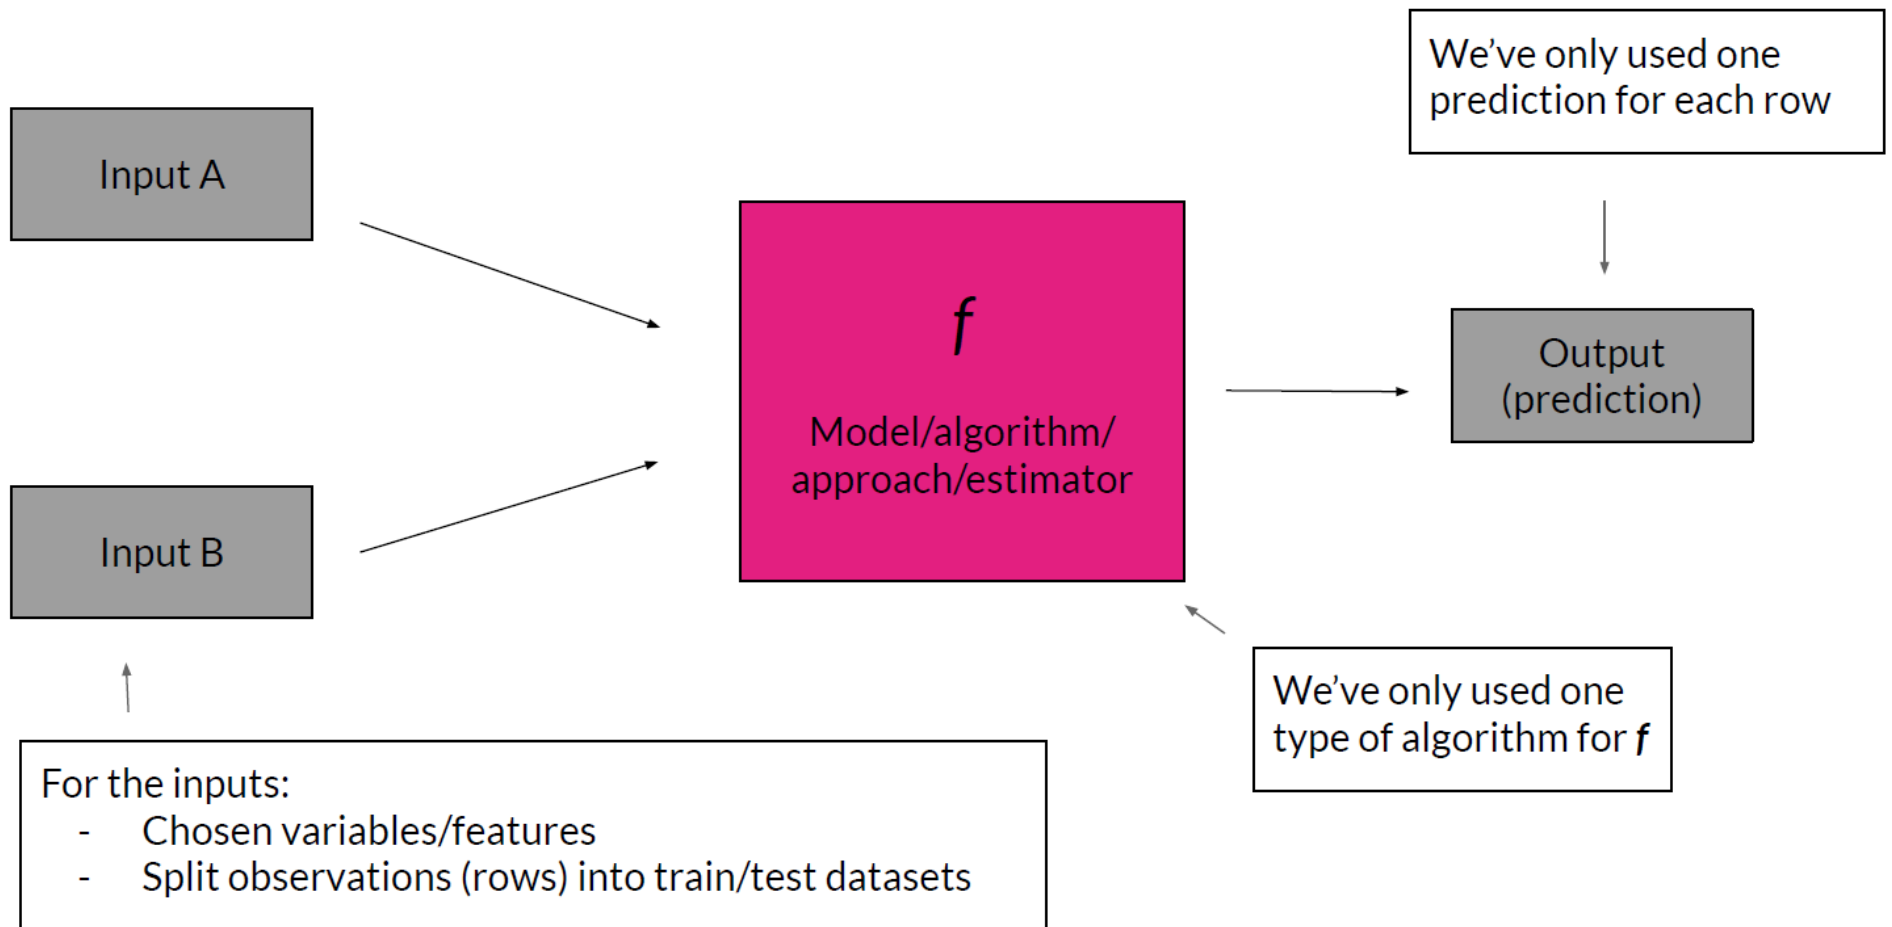 We’ve only used one
prediction for each row
Input A
f
Model/algorithm/
approach/estimator
Output
(prediction)
Input B
We’ve only used one
type of algorithm for f
For the inputs:
- Chosen variables/features
- Split observations (rows) into train/test datasets